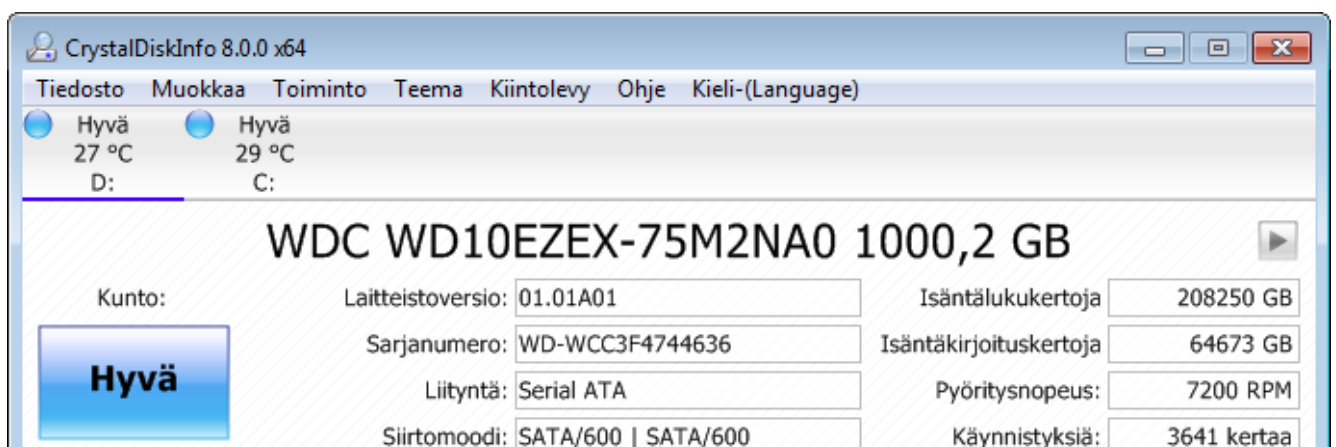 CrystalDiskInfo 8.0.0 x64
Tiedosto Muokkaa Toiminto Teema Kiintolevy Ohje Kieli-(Language)
Hyvä Hyvä
27 °C 29 °C
D: C:
WDC WD10EZEX-75M2NA0 1000,2 GB
Kunto: Laitteistoversio: 01.01A01 Isäntälukukertoja 208250 GB
Sarjanumero: WD-WCC3F4744636 Isäntäkirjoituskertoja 64673 GB
Hyvä Liityntä: Serial ATA Pyöritysnopeus: 7200 RPM
Siirtomoodi: SATA/600 | SATA/600 Käynnistyksiä: 3641 kertaa